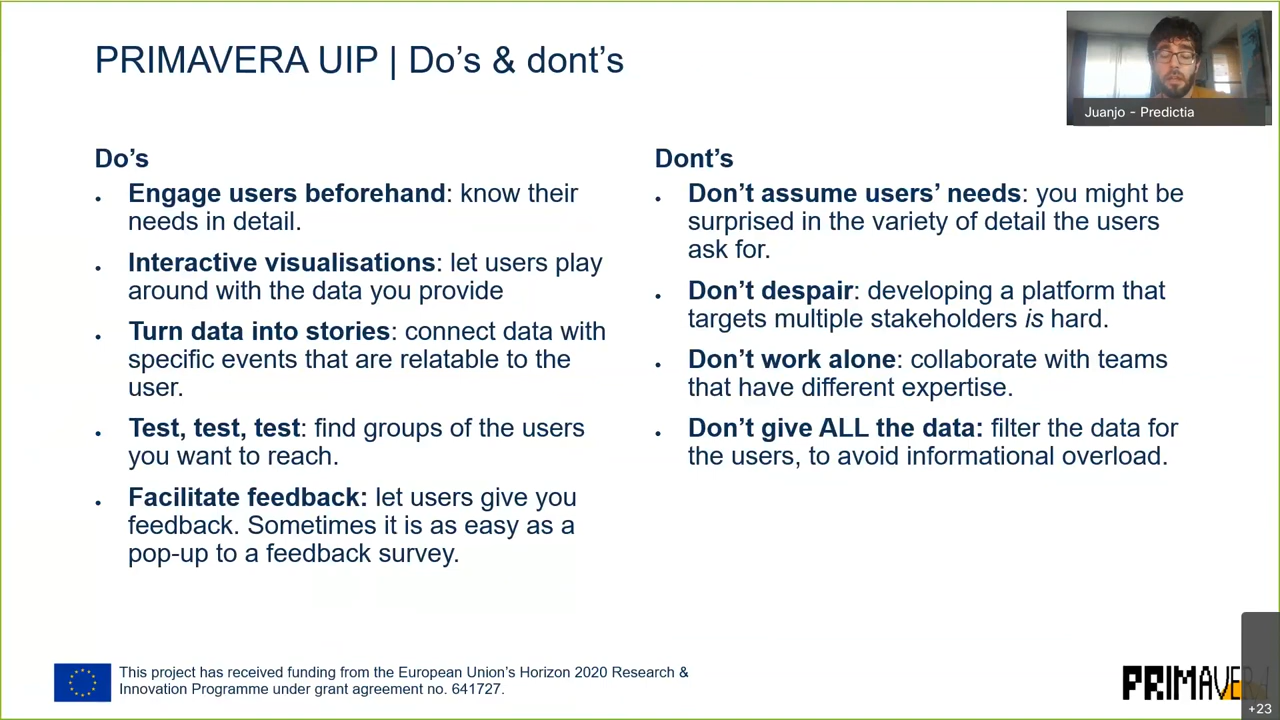 PRIMAVERA UIP | Do’s & dont’s
Juanjo - Predictia
Do’s
• Engage users beforehand: know their
needs in detail.
• Interactive visualisations: let users play
around with the data you provide
• Turn data into stories: connect data with
specific events that are relatable to the
user.
• Test, test, test: find groups of the users
you want to reach.
• Facilitate feedback: let users give you
feedback. Sometimes it is as easy as a
pop-up to a feedback survey.
Dont’s
• Don’t assume users’ needs: you might be
surprised in the variety of detail the users
ask for.
• Don’t despair: developing a platform that
targets multiple stakeholders is hard.
• Don’t work alone: collaborate with teams
that have different expertise.
• Don’t give ALL the data: filter the data for
the users, to avoid informational overload.
This project has received funding from the European Union’s Horizon 2020 Research &
Innovation Programme under grant agreement no. 641727.
+23